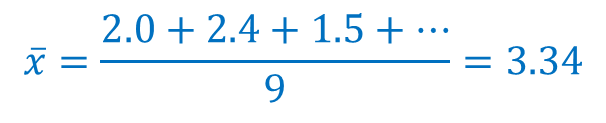 x̄ = (2.0 + 2.4 + 1.5 + ⋯) / 9 = 3.34